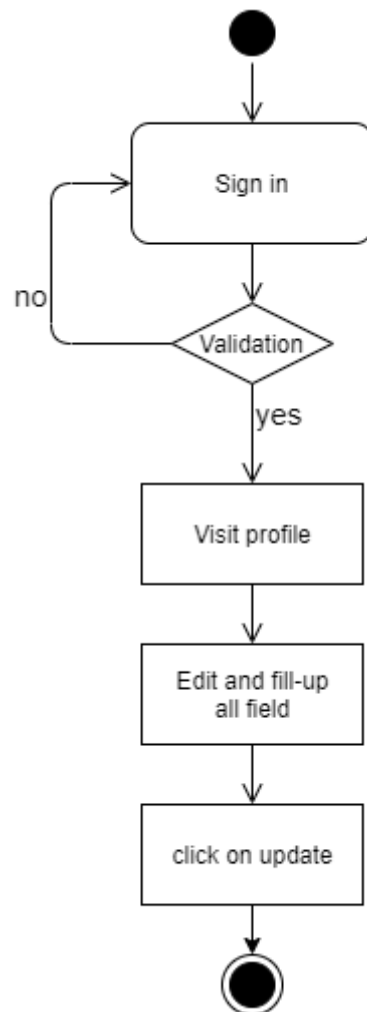 Sign in
no
Validation
yes
Visit profile
Edit and fill-up
all field
click on update